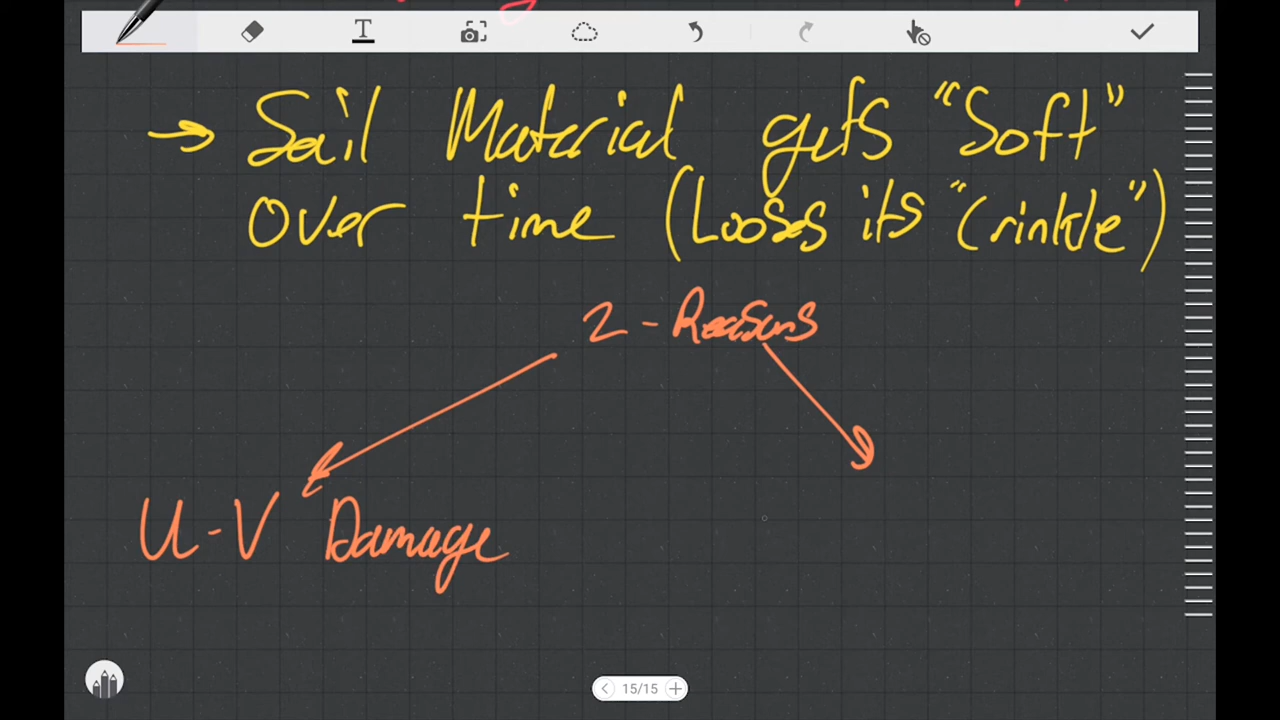 T
→ Sail Material gets "Soft"
Over time (Looses its "Crinkle")
2 - Reasons
U-V Damage
15/15